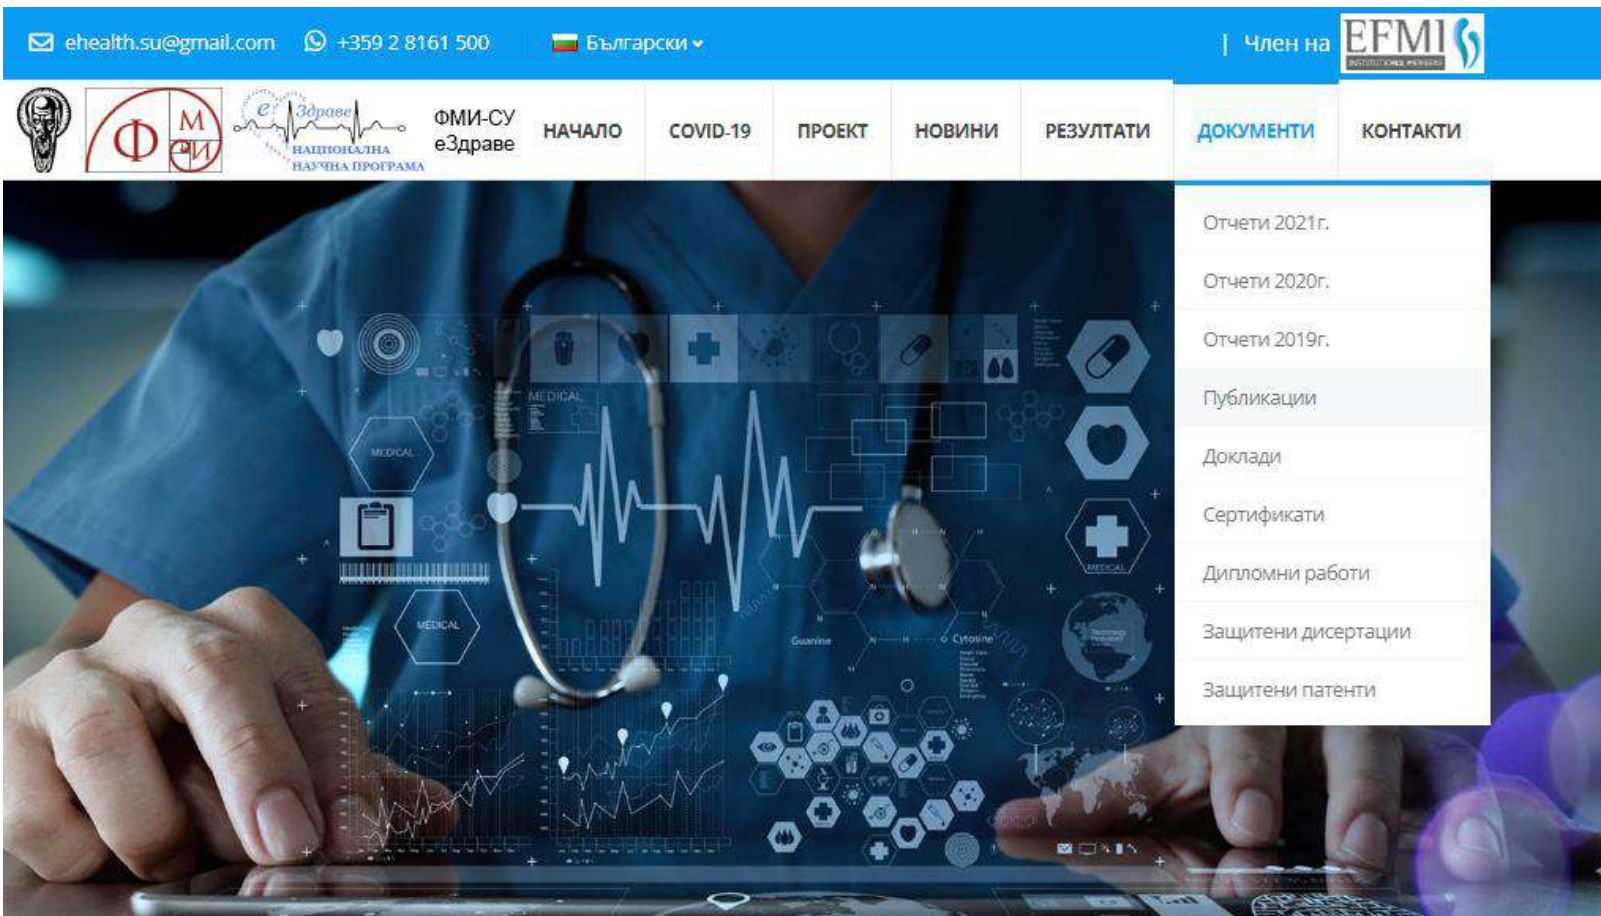 ehealth.su@gmail.com
+359 2 8161 500
Български
| Член на
EFMI
е Здраве
НАЦИОНАЛНА
НАУЧНА ПРОГРАМА
Ф М И
ФМИ-СУ
еЗдраве
НАЧАЛО
COVID-19
ПРОЕКТ
НОВИНИ
РЕЗУЛТАТИ
ДОКУМЕНТИ
КОНТАКТИ
Отчети 2021г.
Отчети 2020г.
Отчети 2019г.
Публикации
Доклади
Сертификати
Дипломни работи
Защитени дисертации
Защитени патенти
MEDICAL
MEDICAL
MEDICAL
MEDICAL
Guanine
Cytosine